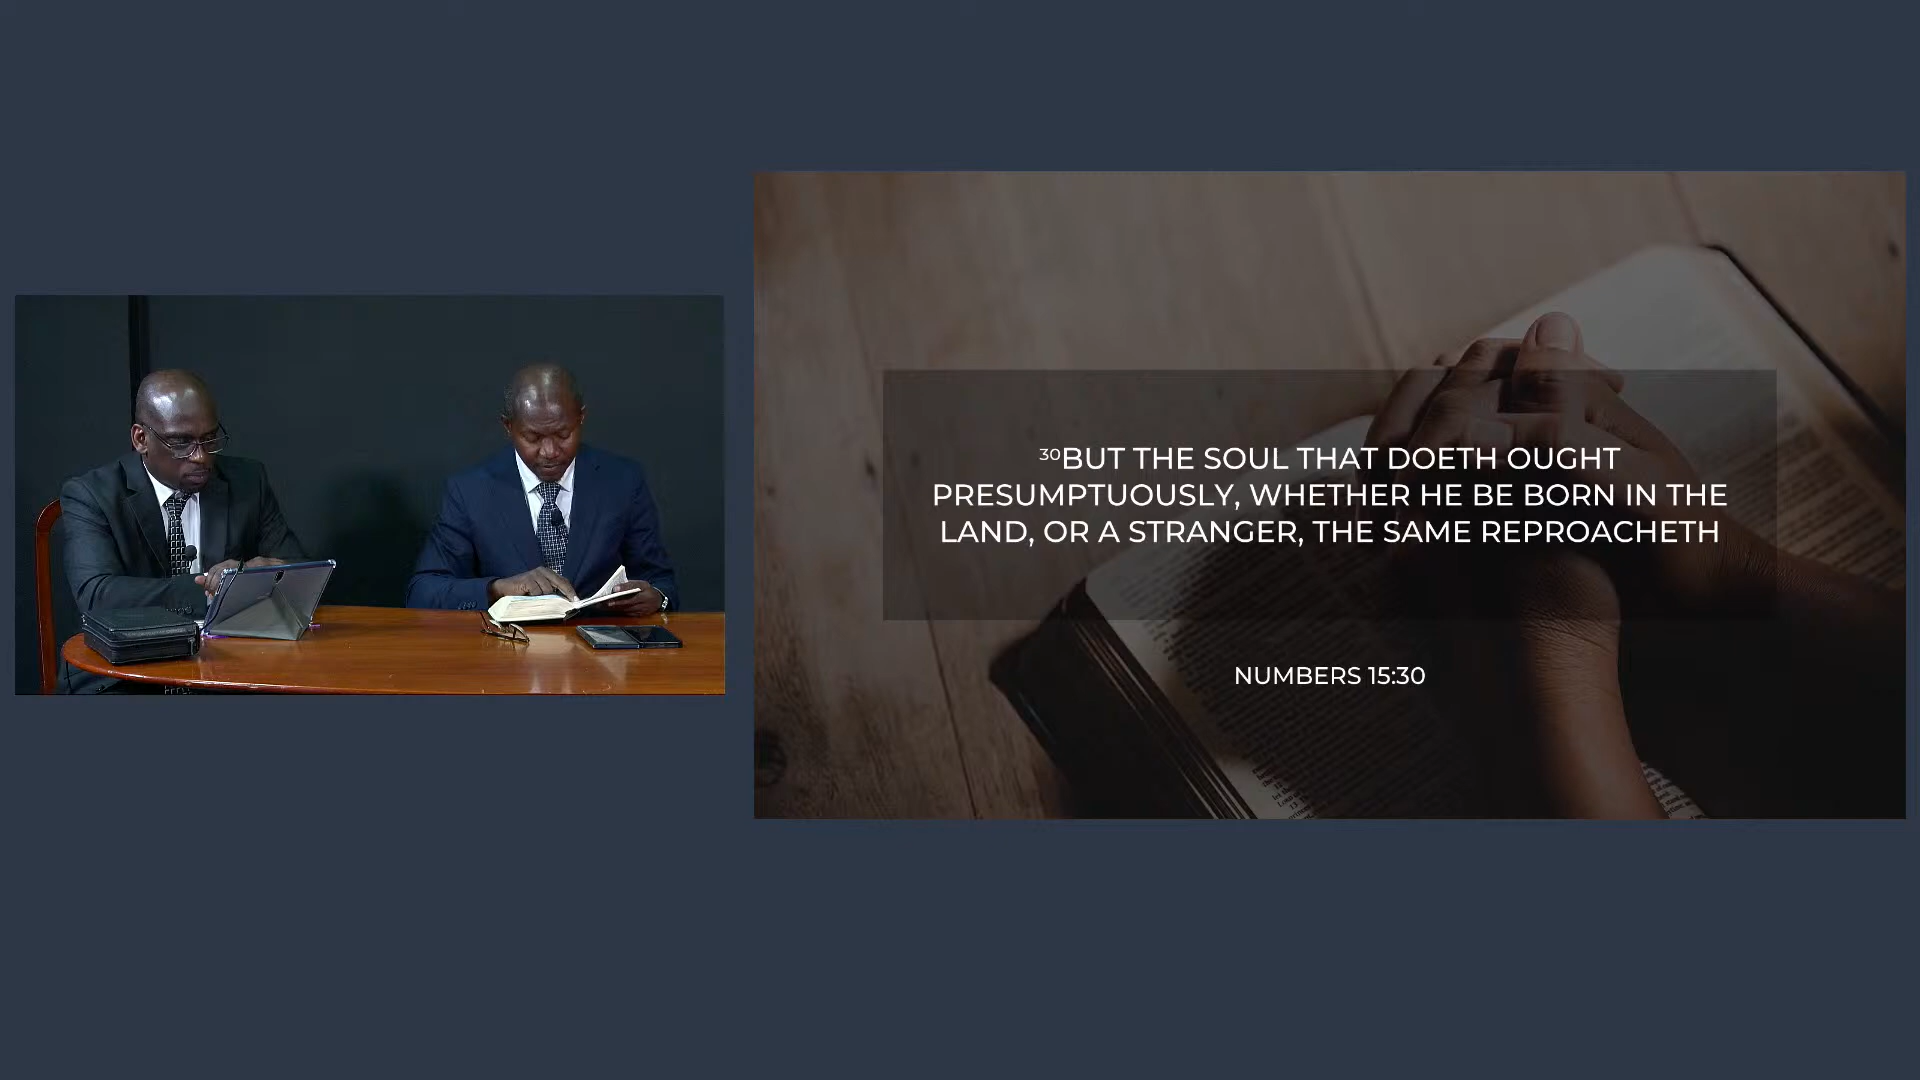 30BUT THE SOUL THAT DOETH OUGHT
PRESUMPTUOUSLY, WHETHER HE BE BORN IN THE
LAND, OR A STRANGER, THE SAME REPROACHETH
NUMBERS 15:30